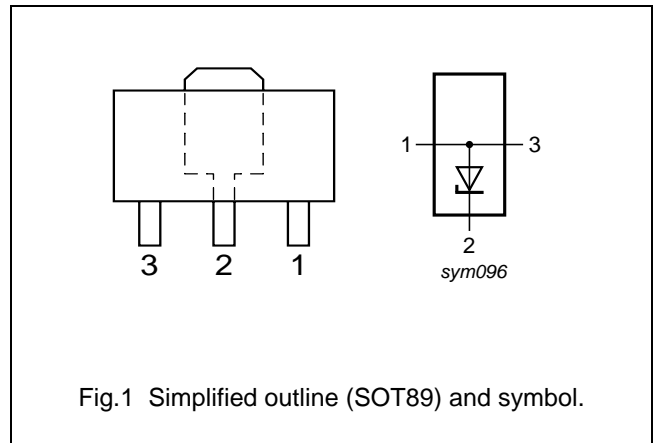 3 2 1
1 3
2
sym096
Fig.1 Simplified outline (SOT89) and symbol.